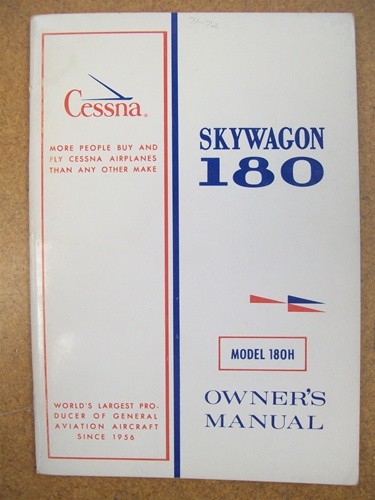 Cessna®
MORE PEOPLE BUY AND
FLY CESSNA AIRPLANES
THAN ANY OTHER MAKE
WORLD'S LARGEST PRO-
DUCER OF GENERAL
AVIATION AIRCRAFT
SINCE 1956
SKYWAGON
180
MODEL 180H
OWNER'S
MANUAL